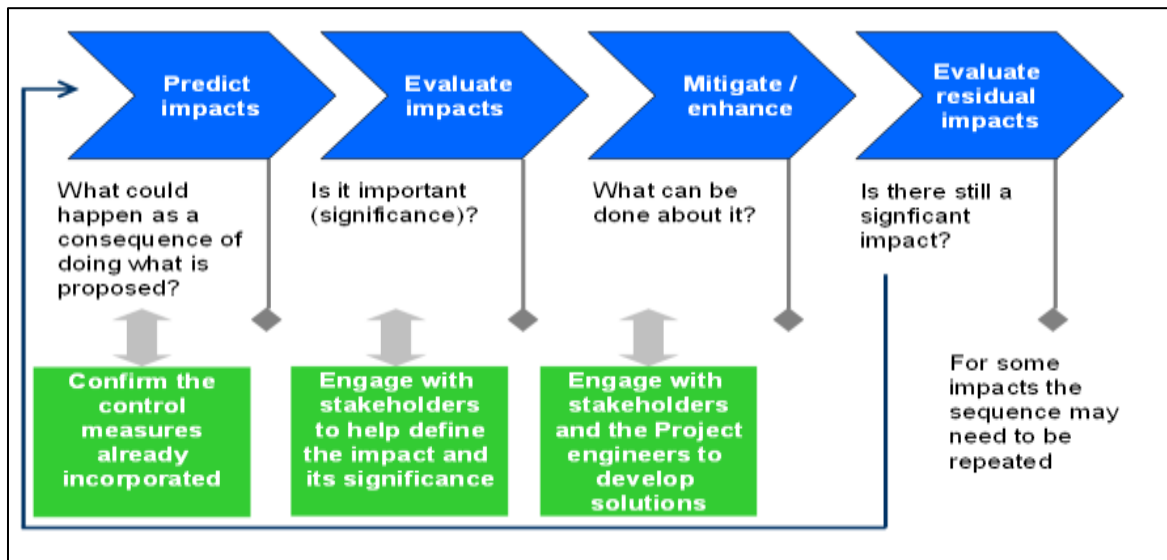 Predict
impacts
Evaluate
impacts
Mitigate /
enhance
Evaluate
residual
impacts
What could
happen as a
consequence of
doing what is
proposed?
Is it important
(significance)?
What can be
done about it?
Is there still a
signficant
impact?
Confirm the
control
measures
already
incorporated
Engage with
stakeholders
to help define
the impact and
its significance
Engage with
stakeholders
and the Project
engineers to
develop
solutions
For some
impacts the
sequence may
need to be
repeated